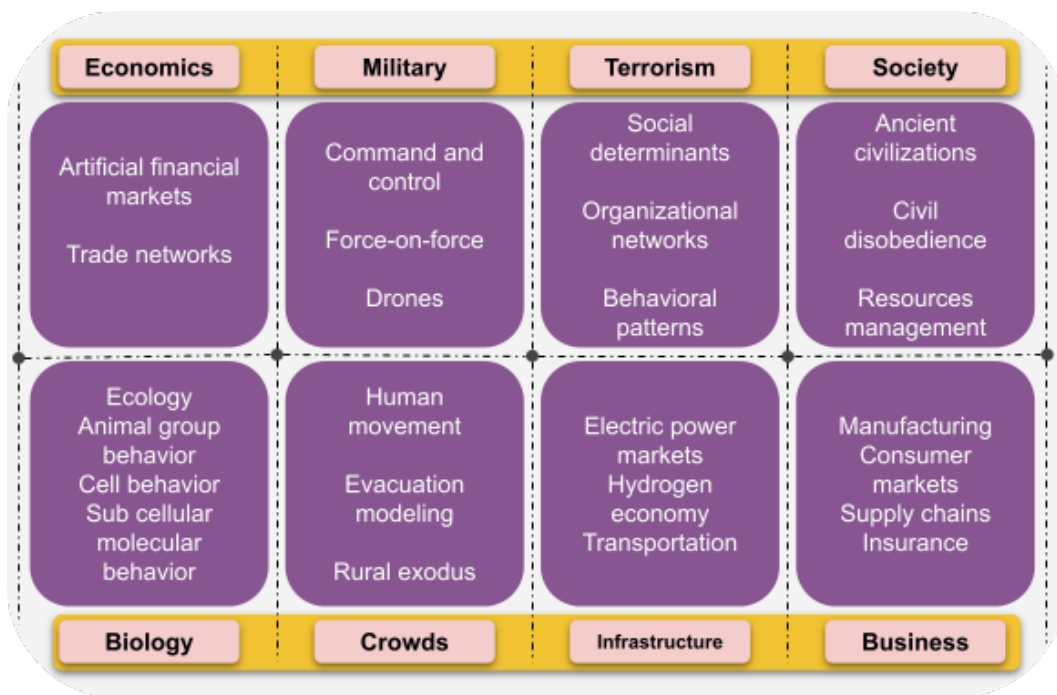 Economics
Military
Terrorism
Society
Artificial financial
markets
Trade networks
Command and
control
Force-on-force
Drones
Social
determinants
Organizational
networks
Behavioral
patterns
Ancient
civilizations
Civil
disobedience
Resources
management
Ecology
Animal group
behavior
Cell behavior
Sub cellular
molecular
behavior
Human
movement
Evacuation
modeling
Rural exodus
Electric power
markets
Hydrogen
economy
Transportation
Manufacturing
Consumer
markets
Supply chains
Insurance
Biology
Crowds
Infrastructure
Business